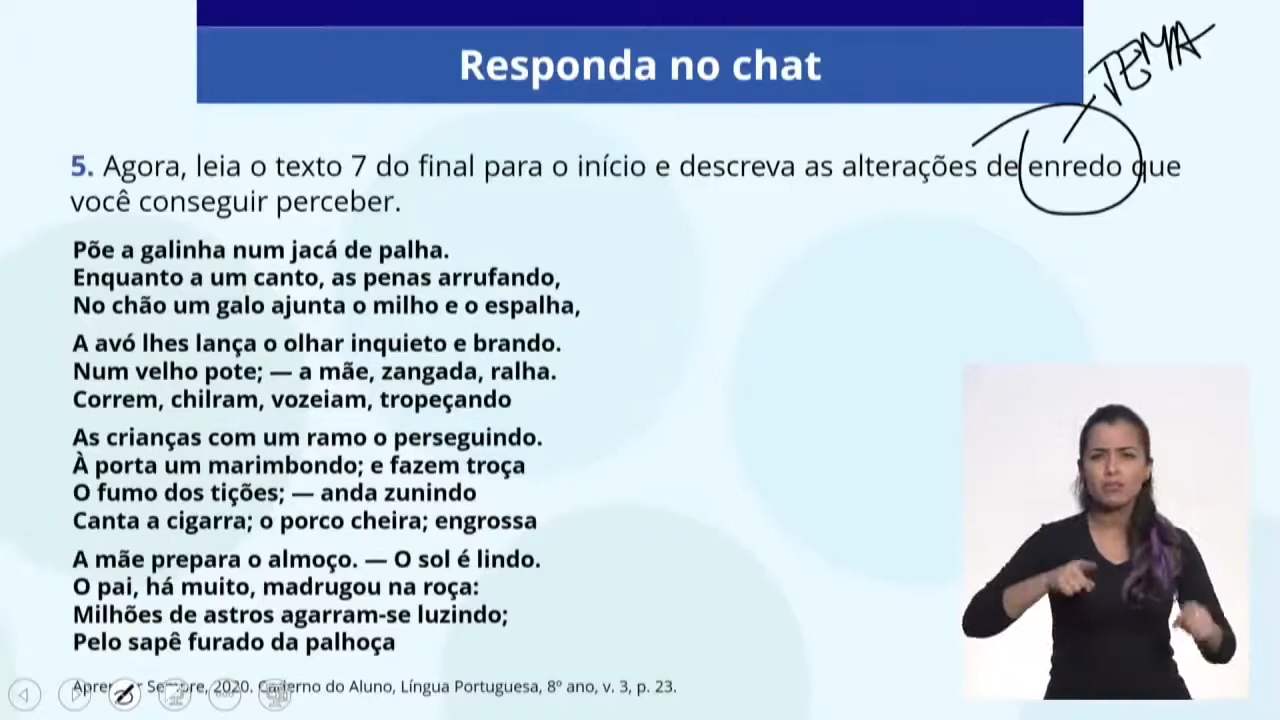 Responda no chat
TEMA
5. Agora, leia o texto 7 do final para o início e descreva as alterações de enredo que
você conseguir perceber.
Põe a galinha num jacá de palha.
Enquanto a um canto, as penas arrufando,
No chão um galo ajunta o milho e o espalha,
A avó lhes lança o olhar inquieto e brando.
Num velho pote; — a mãe, zangada, ralha.
Correm, chilram, vozeiam, tropeçando
As crianças com um ramo o perseguindo.
À porta um marimbondo; e fazem troça
O fumo dos tições; — anda zunindo
Canta a cigarra; o porco cheira; engrossa
A mãe prepara o almoço. — O sol é lindo.
O pai, há muito, madrugou na roça:
Milhões de astros agarram-se luzindo;
Pelo sapê furado da palhoça
2020. Caderno do Aluno, Língua Portuguesa, 8º ano, v. 3, p. 23.